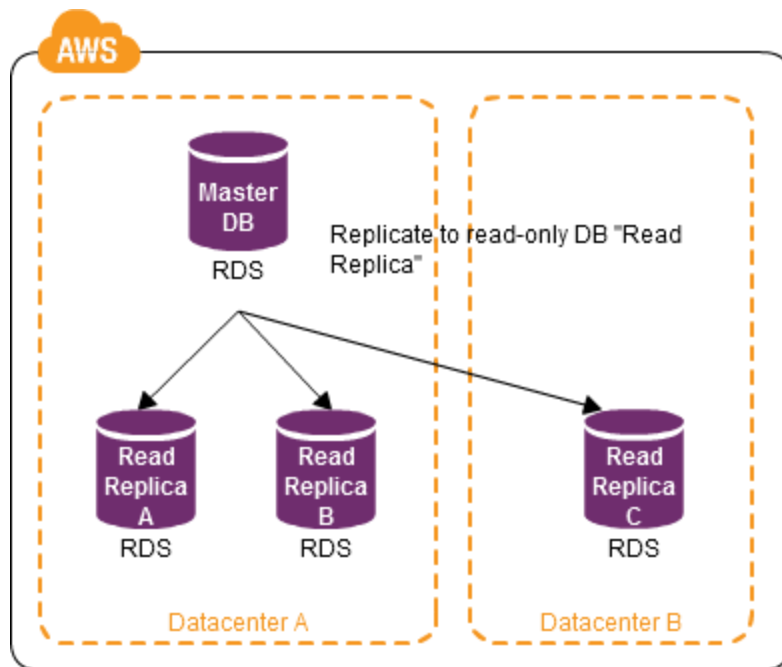 AWS
Master
DB
RDS
Replicate to read-only DB "Read
Replica"
Read
Replica
A
RDS
Read
Replica
B
RDS
Read
Replica
C
RDS
Datacenter A
Datacenter B